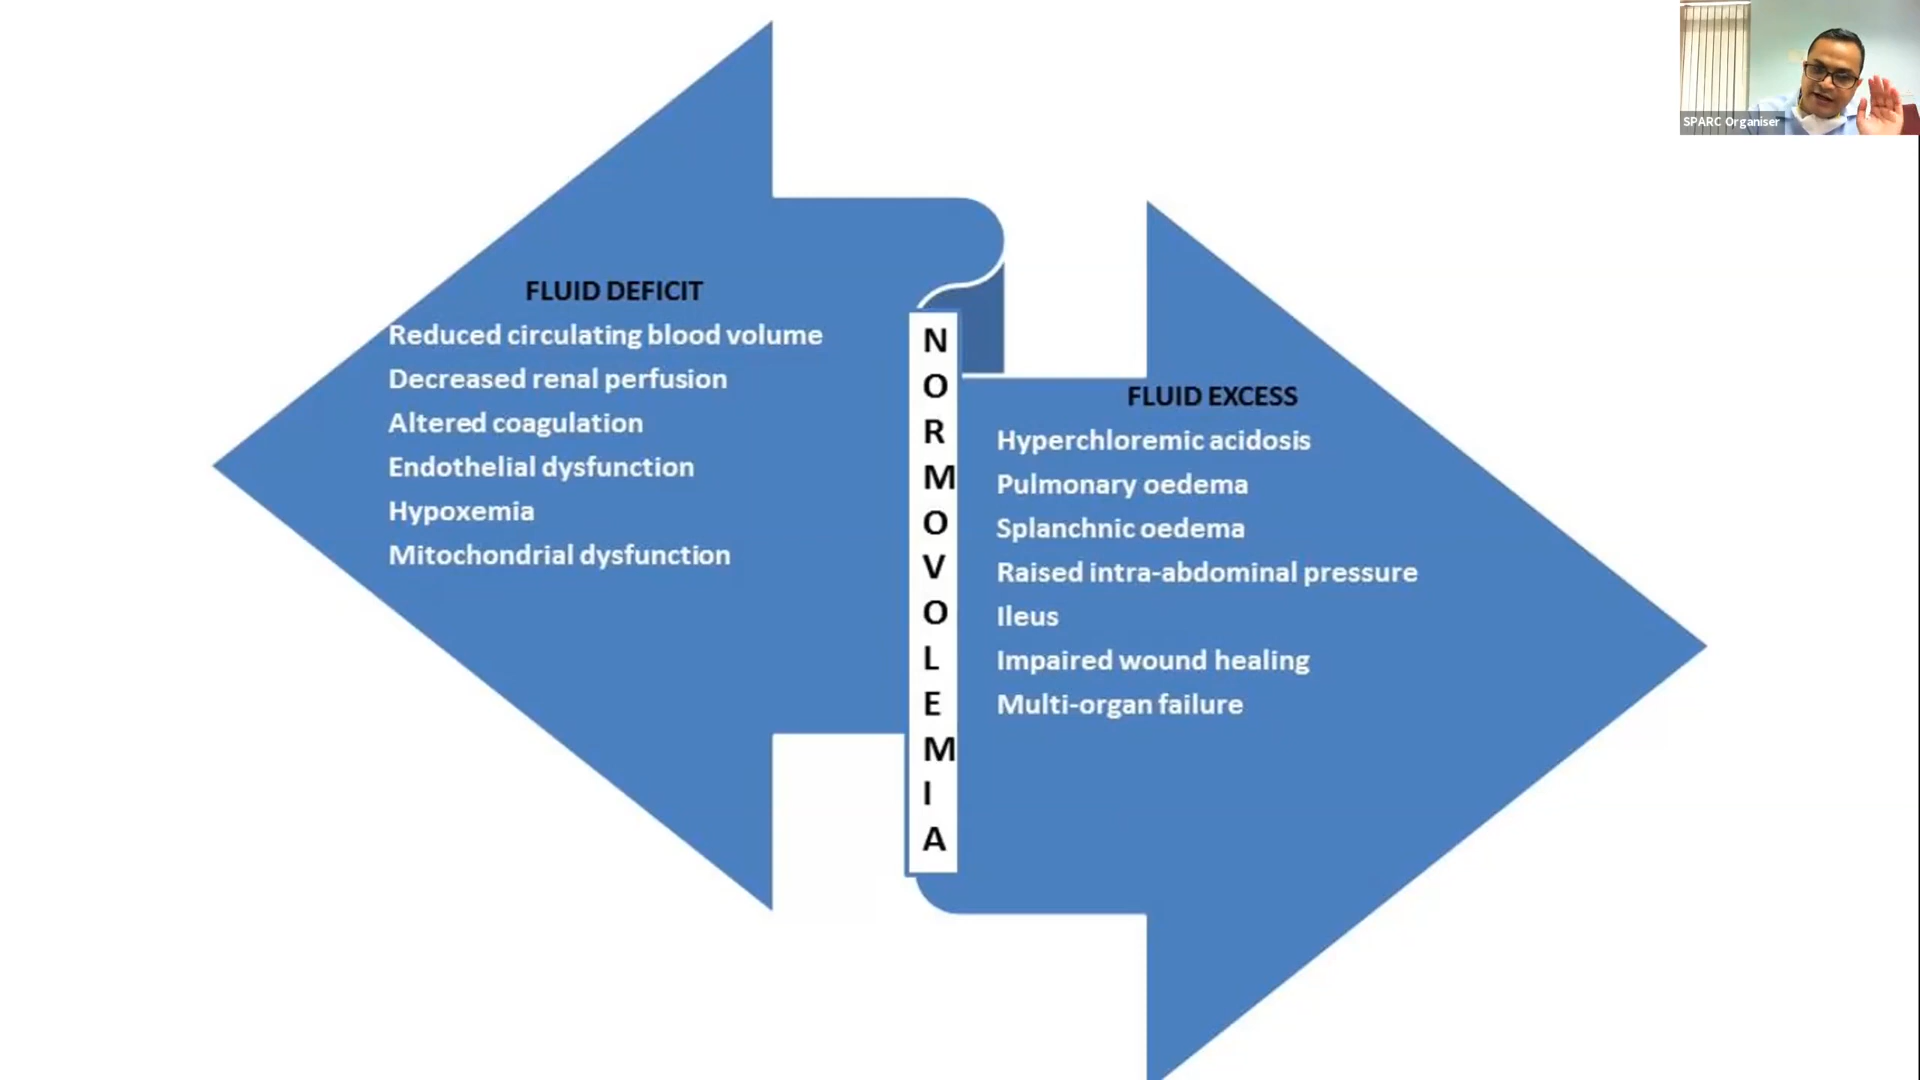 SPARC Organiser
FLUID DEFICIT
Reduced circulating blood volume
Decreased renal perfusion
Altered coagulation
Endothelial dysfunction
Hypoxemia
Mitochondrial dysfunction
N
O
R
M
O
V
O
L
E
M
I
A
FLUID EXCESS
Hyperchloremic acidosis
Pulmonary oedema
Splanchnic oedema
Raised intra-abdominal pressure
Ileus
Impaired wound healing
Multi-organ failure